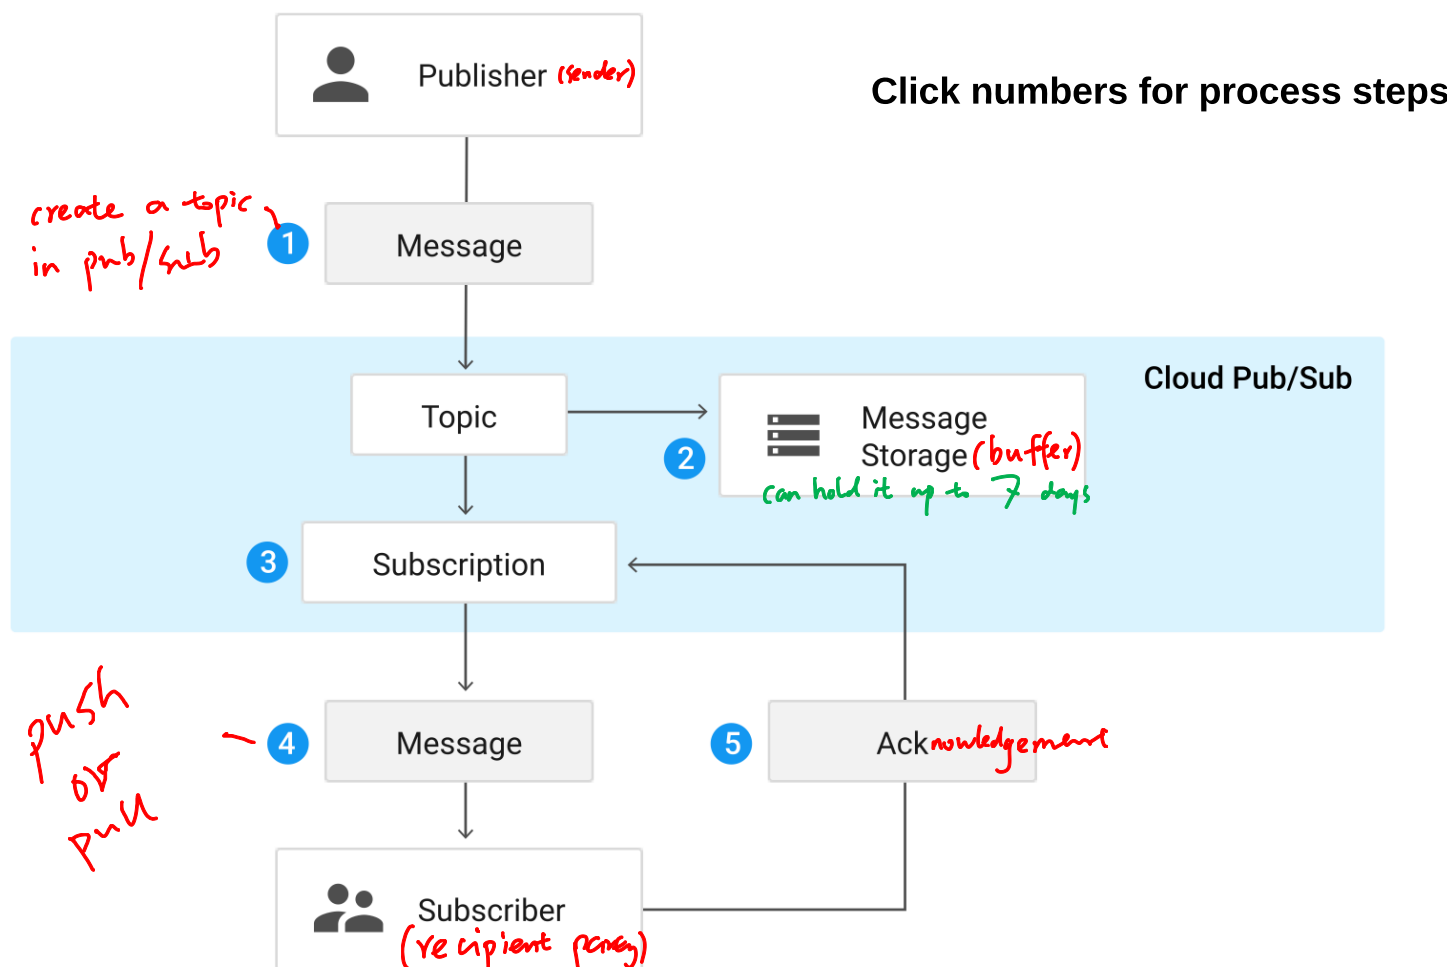 Publisher (sender)
Click numbers for process steps
create a topic
in pub/sub
1
Message
Cloud Pub/Sub
Topic
Message
Storage (buffer)
2
can hold it up to 7 days
3
Subscription
push
or
pull
4
Message
5
Acknowledgement
Subscriber
(recipient party)